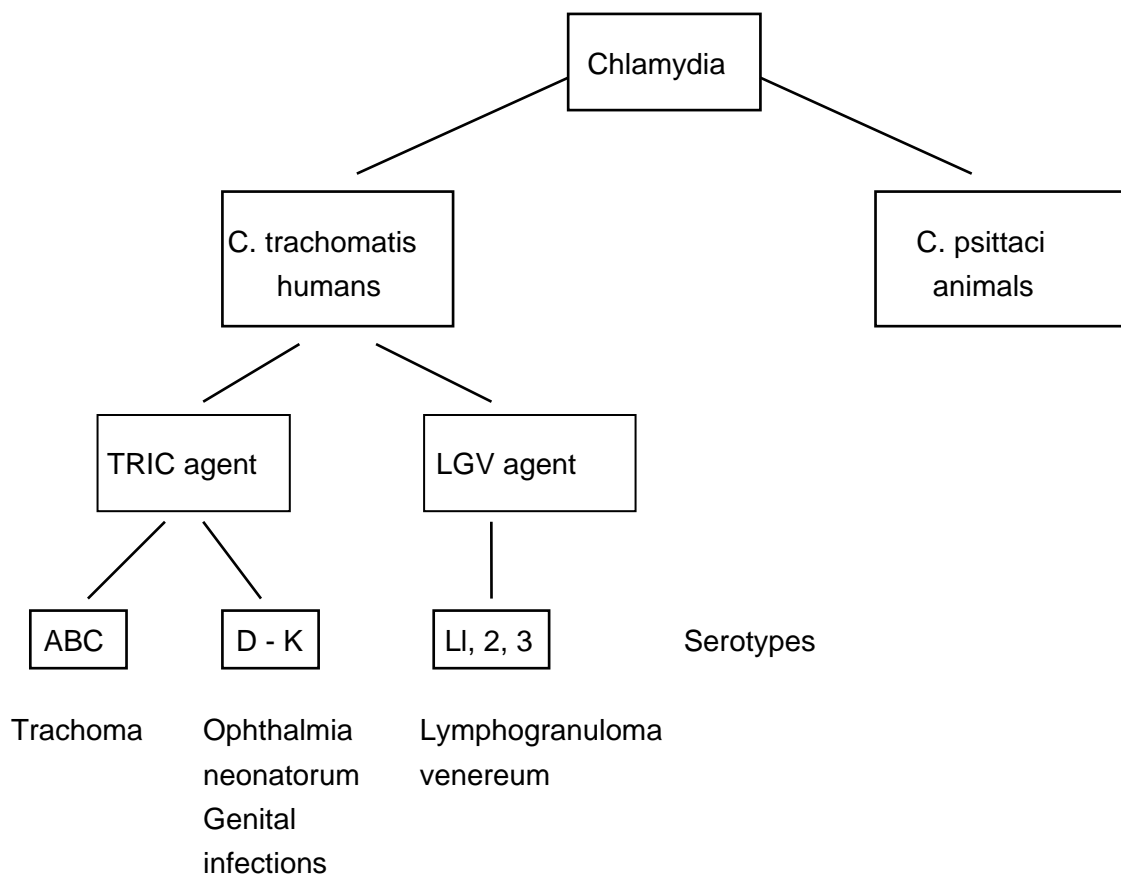 Chlamydia
C. trachomatis
humans
C. psittaci
animals
TRIC agent
LGV agent
ABC
D - K
LI, 2, 3
Serotypes
Trachoma
Ophthalmia
neonatorum
Genital
infections
Lymphogranuloma
venereum